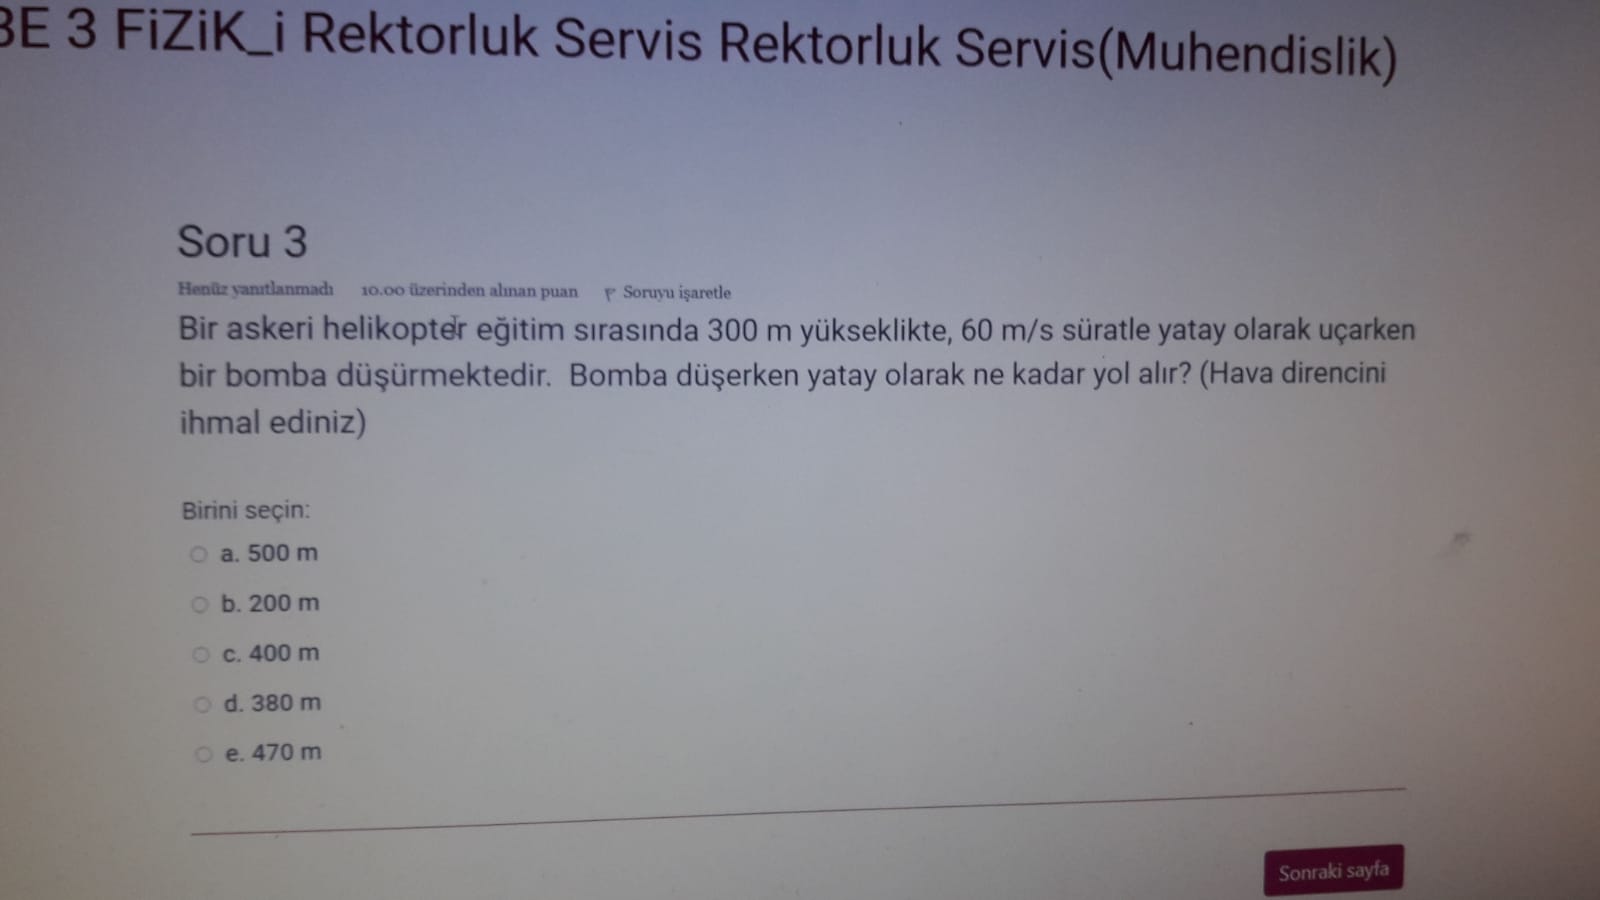 BE 3 FiZiK_i Rektorluk Servis Rektorluk Servis(Muhendislik)
Soru 3
Henüz yanıtlanmadı 10.00 üzerinden alınan puan Soruyu işaretle
Bir askeri helikopter eğitim sırasında 300 m yükseklikte, 60 m/s süratle yatay olarak uçarken
bir bomba düşürmektedir. Bomba düşerken yatay olarak ne kadar yol alır? (Hava direncini
ihmal ediniz)
Birini seçin:
a. 500 m
b. 200 m
c. 400 m
d. 380 m
e. 470 m
Sonraki sayfa